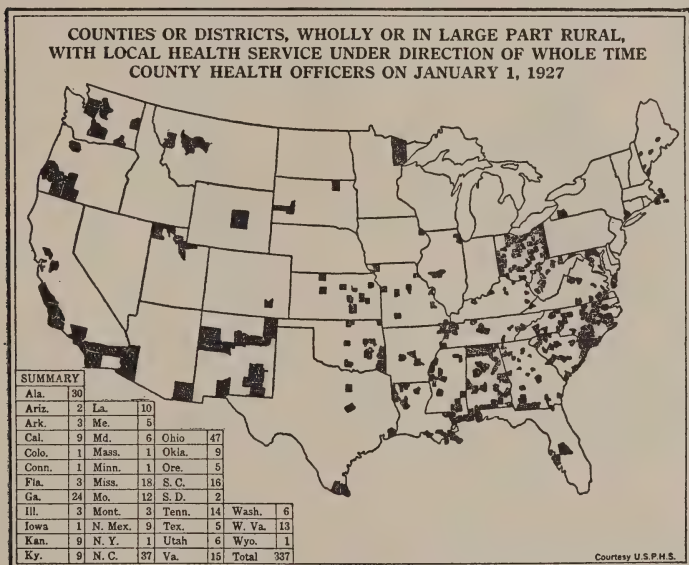 COUNTIES OR DISTRICTS, WHOLLY OR IN LARGE PART RURAL,
WITH LOCAL HEALTH SERVICE UNDER DIRECTION OF WHOLE TIME
COUNTY HEALTH OFFICERS ON JANUARY 1, 1927
SUMMARY
Ala. 30
Ariz. 2 La. 10
Ark. 3 Me. 5
Cal. 9 Md. 6 Ohio 47
Colo. 1 Mass. 1 Okla. 9
Conn. 1 Minn. 1 Ore. 5
Fla. 3 Miss. 18 S. C. 16
Ga. 24 Mo. 12 S. D. 2
Ill. 3 Mont. 3 Tenn. 14 Wash. 6
Iowa 1 N. Mex. 9 Tex. 5 W. Va. 13
Kan. 9 N. Y. 1 Utah 6 Wyo. 1
Ky. 9 N. C. 37 Va. 15 Total 337
Courtesy U.S.P.H.S.